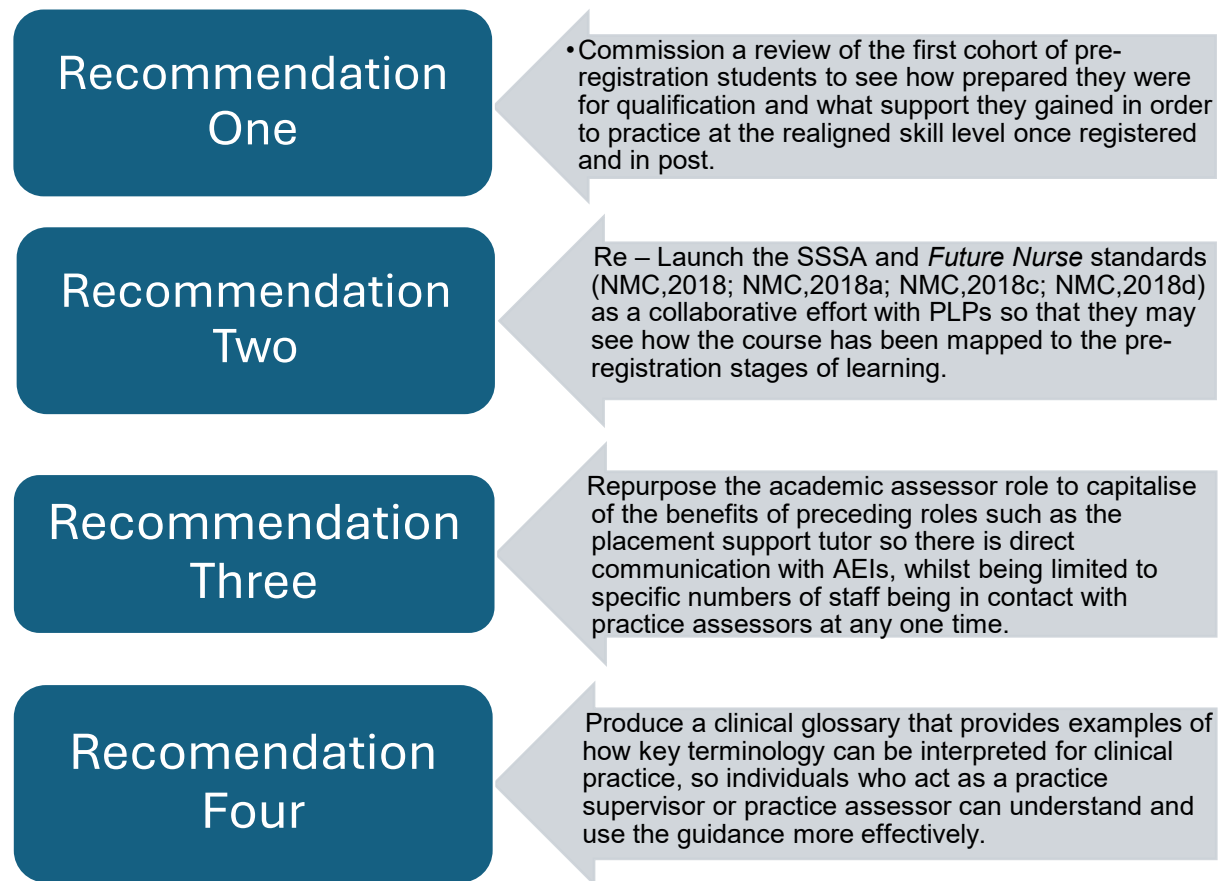 Recommendation
One
•Commission a review of the first cohort of pre-
registration students to see how prepared they were
for qualification and what support they gained in order
to practice at the realigned skill level once registered
and in post.
Recommendation
Two
Re – Launch the SSSA and Future Nurse standards
(NMC,2018; NMC,2018a; NMC,2018c; NMC,2018d)
as a collaborative effort with PLPs so that they may
see how the course has been mapped to the pre-
registration stages of learning.
Recommendation
Three
Repurpose the academic assessor role to capitalise
of the benefits of preceding roles such as the
placement support tutor so there is direct
communication with AEIs, whilst being limited to
specific numbers of staff being in contact with
practice assessors at any one time.
Recomendation
Four
Produce a clinical glossary that provides examples of
how key terminology can be interpreted for clinical
practice, so individuals who act as a practice
supervisor or practice assessor can understand and
use the guidance more effectively.